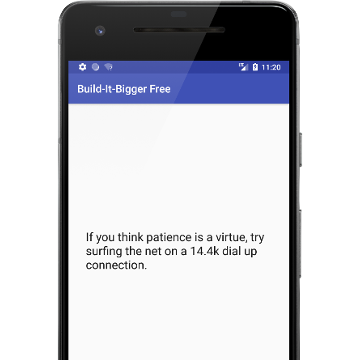 11:20
Build-It-Bigger Free
If you think patience is a virtue, try
surfing the net on a 14.4k dial up
connection.